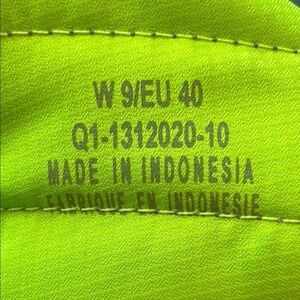 W 9/EU 40
Q1-1312020-10
MADE IN INDONESIA
FABRIQUE EN INDONESIE